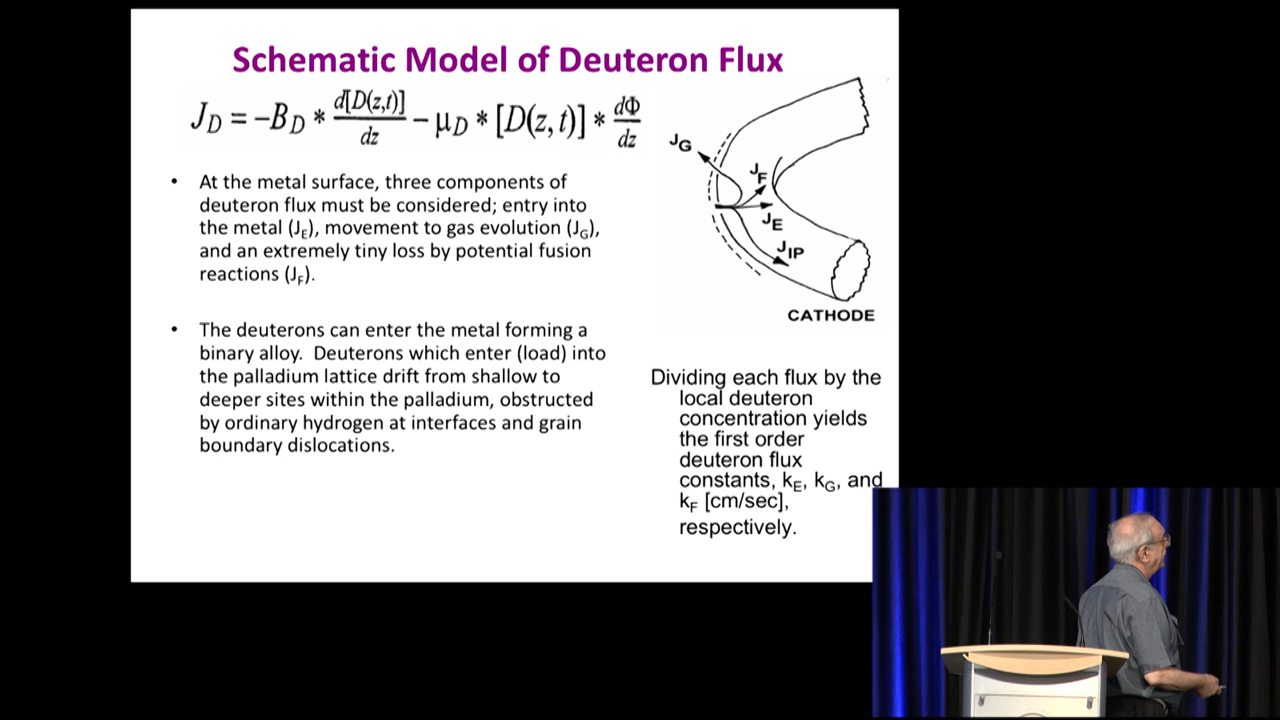 Schematic Model of Deuteron Flux
J_D = −B_D * d[D(z,t)]/dz − μ_D * [D(z,t)] * dΦ/dz
• At the metal surface, three components of
deuteron flux must be considered; entry into
the metal (J_E), movement to gas evolution (J_G),
and an extremely tiny loss by potential fusion
reactions (J_F).
• The deuterons can enter the metal forming a
binary alloy. Deuterons which enter (load) into
the palladium lattice drift from shallow to
deeper sites within the palladium, obstructed
by ordinary hydrogen at interfaces and grain
boundary dislocations.
J_G
J_F
J_E
J_IP
CATHODE
Dividing each flux by the
local deuteron
concentration yields
the first order
deuteron flux
constants, k_E, k_G, and
k_F [cm/sec],
respectively.